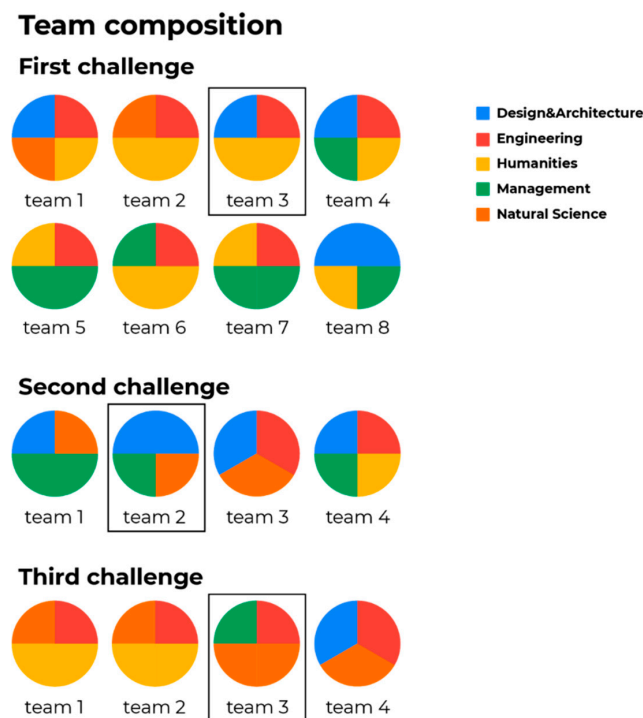 Team composition
First challenge
Design&Architecture
Engineering
Humanities
Management
Natural Science
team 1 team 2 team 3 team 4
team 5 team 6 team 7 team 8
Second challenge
team 1 team 2 team 3 team 4
Third challenge
team 1 team 2 team 3 team 4